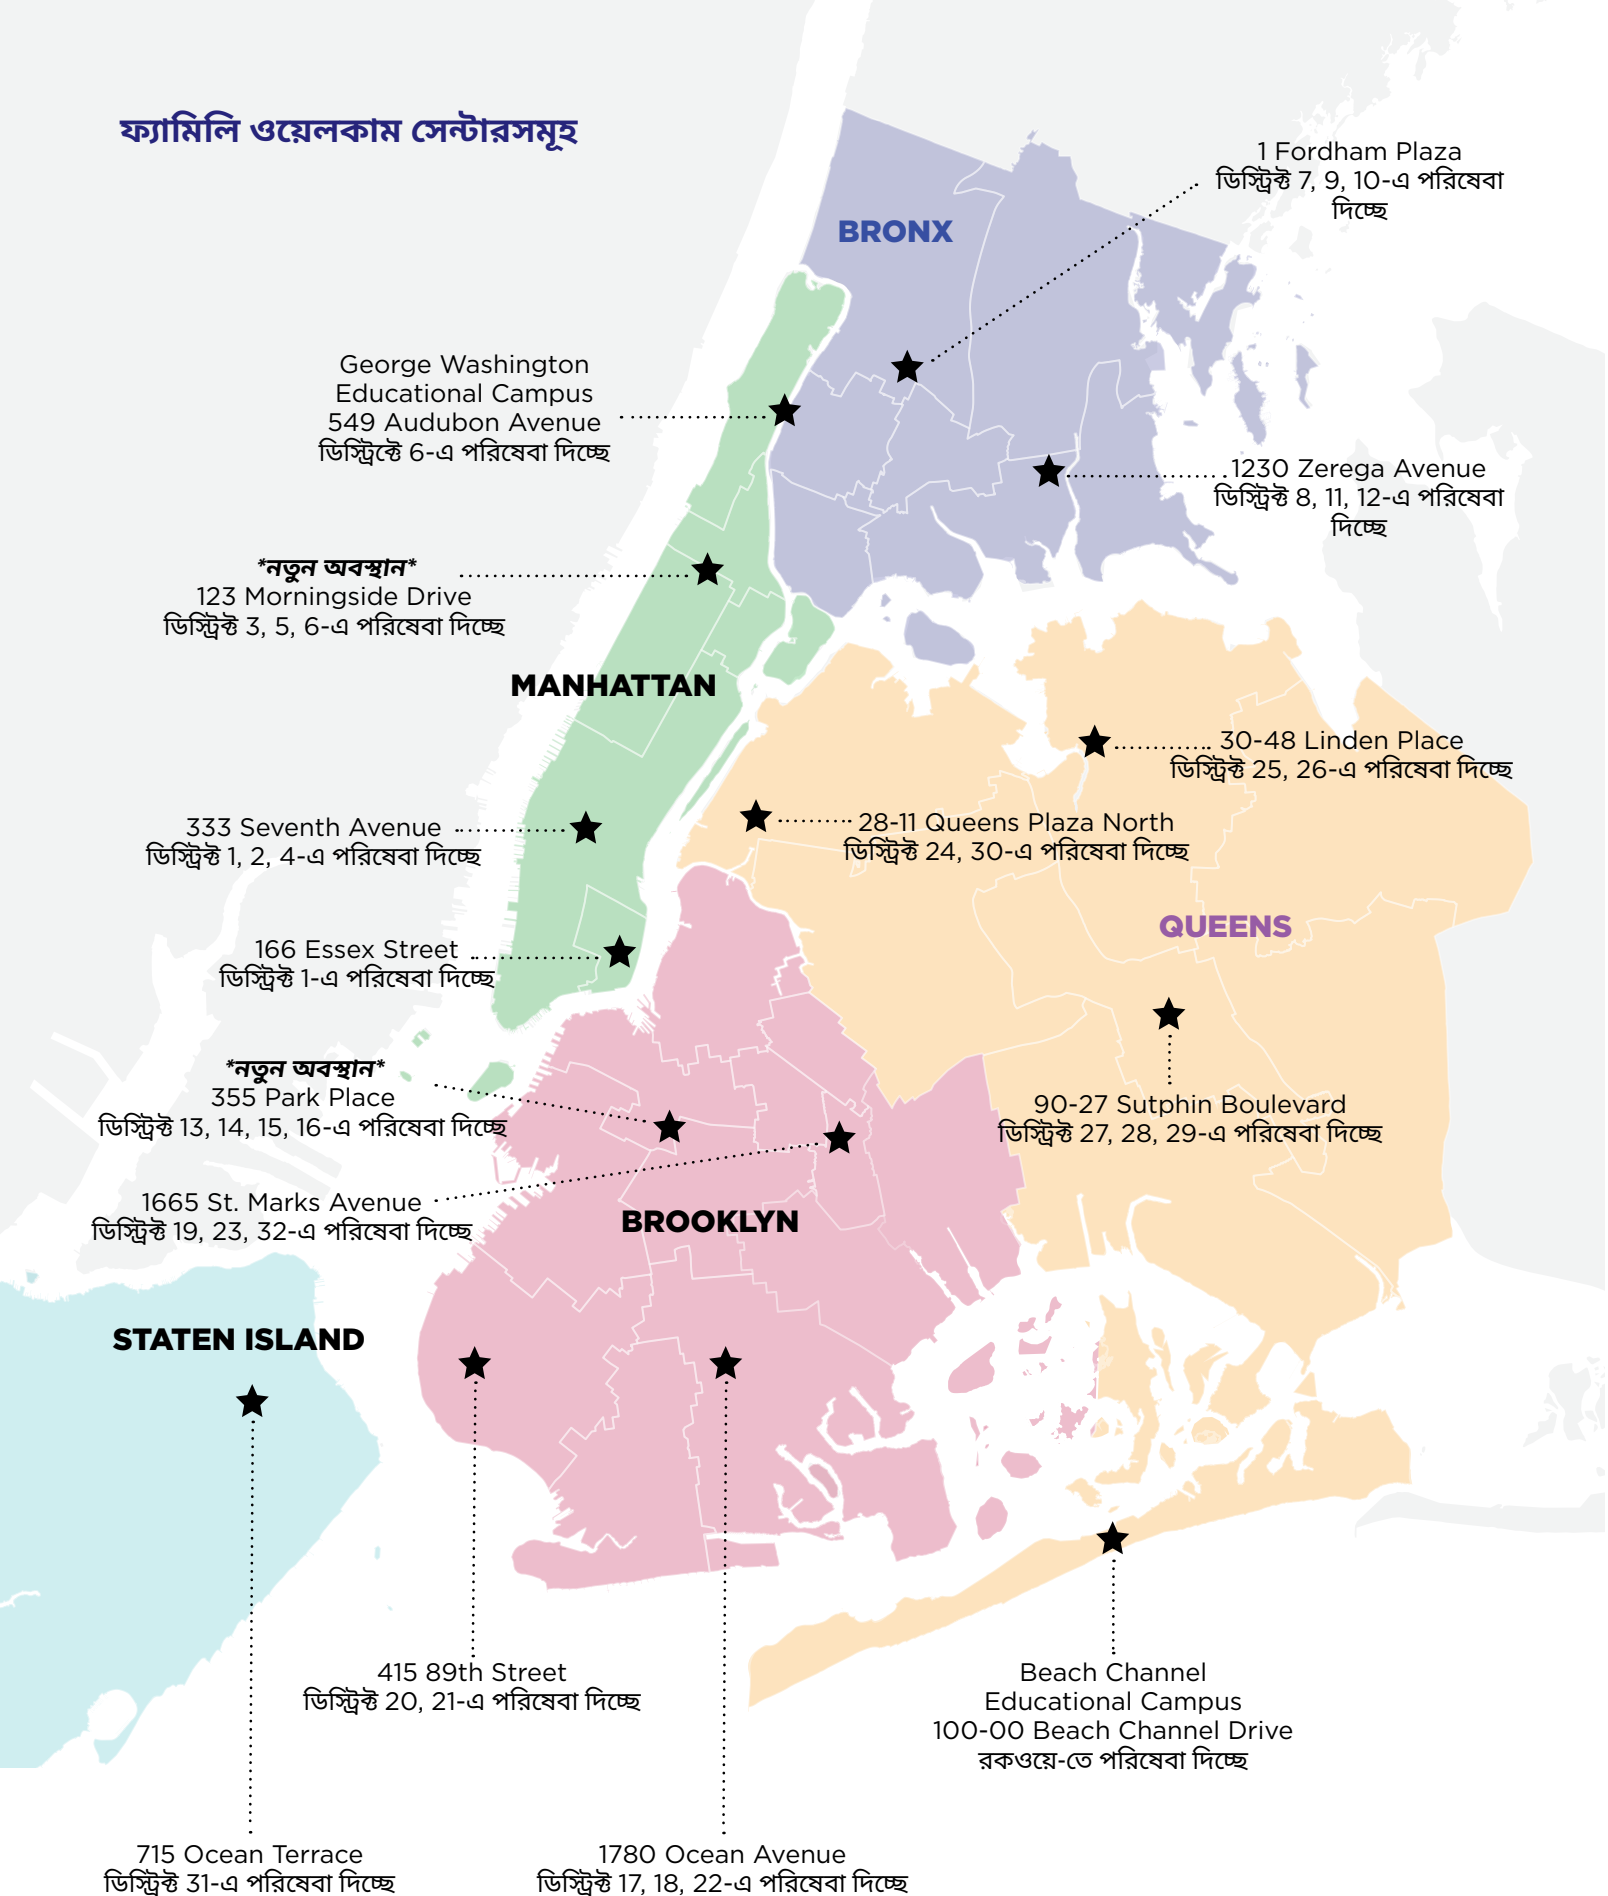 ফ্যামিলি ওয়েলকাম সেন্টারসমূহ
1 Fordham Plaza
ডিস্ট্রিক্ট 7, 9, 10-এ পরিষেবা
দিচ্ছে
BRONX
George Washington
Educational Campus
549 Audubon Avenue
ডিস্ট্রিক্টে 6-এ পরিষেবা দিচ্ছে
1230 Zerega Avenue
ডিস্ট্রিক্ট 8, 11, 12-এ পরিষেবা
দিচ্ছে
*নতুন অবস্থান*
123 Morningside Drive
ডিস্ট্রিক্ট 3, 5, 6-এ পরিষেবা দিচ্ছে
MANHATTAN
30-48 Linden Place
ডিস্ট্রিক্ট 25, 26-এ পরিষেবা দিচ্ছে
333 Seventh Avenue
ডিস্ট্রিক্ট 1, 2, 4-এ পরিষেবা দিচ্ছে
28-11 Queens Plaza North
ডিস্ট্রিক্ট 24, 30-এ পরিষেবা দিচ্ছে
QUEENS
166 Essex Street
ডিস্ট্রিক্ট 1-এ পরিষেবা দিচ্ছে
*নতুন অবস্থান*
355 Park Place
ডিস্ট্রিক্ট 13, 14, 15, 16-এ পরিষেবা দিচ্ছে
90-27 Sutphin Boulevard
ডিস্ট্রিক্ট 27, 28, 29-এ পরিষেবা দিচ্ছে
1665 St. Marks Avenue
ডিস্ট্রিক্ট 19, 23, 32-এ পরিষেবা দিচ্ছে
BROOKLYN
STATEN ISLAND
415 89th Street
ডিস্ট্রিক্ট 20, 21-এ পরিষেবা দিচ্ছে
Beach Channel
Educational Campus
100-00 Beach Channel Drive
রকওয়ে-তে পরিষেবা দিচ্ছে
715 Ocean Terrace
ডিস্ট্রিক্ট 31-এ পরিষেবা দিচ্ছে
1780 Ocean Avenue
ডিস্ট্রিক্ট 17, 18, 22-এ পরিষেবা দিচ্ছে